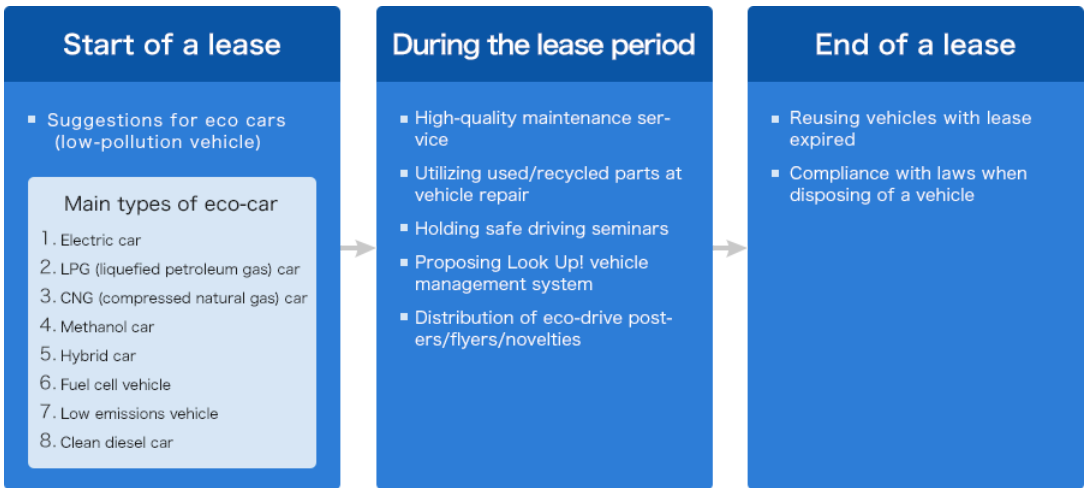 Start of a lease
Suggestions for eco cars
(low-pollution vehicle)
Main types of eco-car
1. Electric car
2. LPG (liquefied petroleum gas) car
3. CNG (compressed natural gas) car
4. Methanol car
5. Hybrid car
6. Fuel cell vehicle
7. Low emissions vehicle
8. Clean diesel car
During the lease period
High-quality maintenance ser-
vice
Utilizing used/recycled parts at
vehicle repair
Holding safe driving seminars
Proposing Look Up! vehicle
management system
Distribution of eco-drive post-
ers/flyers/novelties
End of a lease
Reusing vehicles with lease
expired
Compliance with laws when
disposing of a vehicle